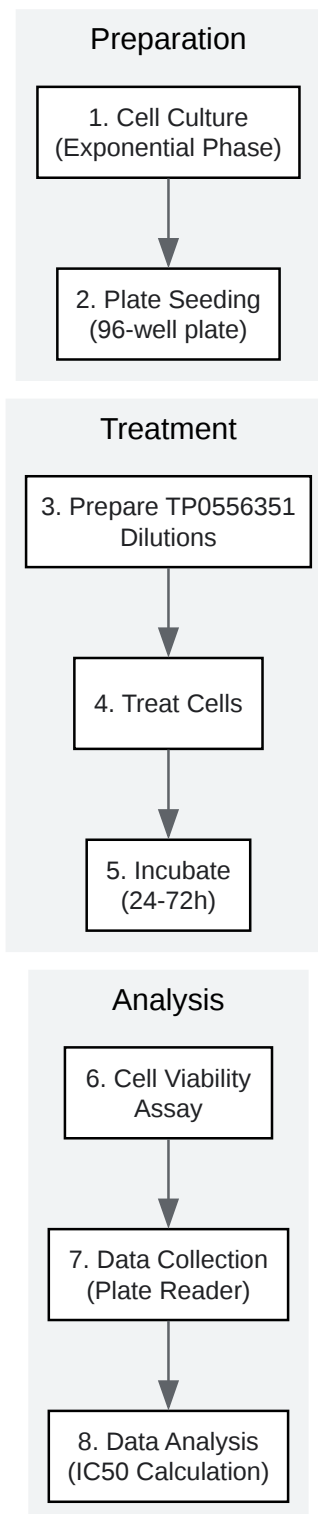 Preparation
1. Cell Culture
(Exponential Phase)
2. Plate Seeding
(96-well plate)
Treatment
3. Prepare TP0556351
Dilutions
4. Treat Cells
5. Incubate
(24-72h)
Analysis
6. Cell Viability
Assay
7. Data Collection
(Plate Reader)
8. Data Analysis
(IC50 Calculation)